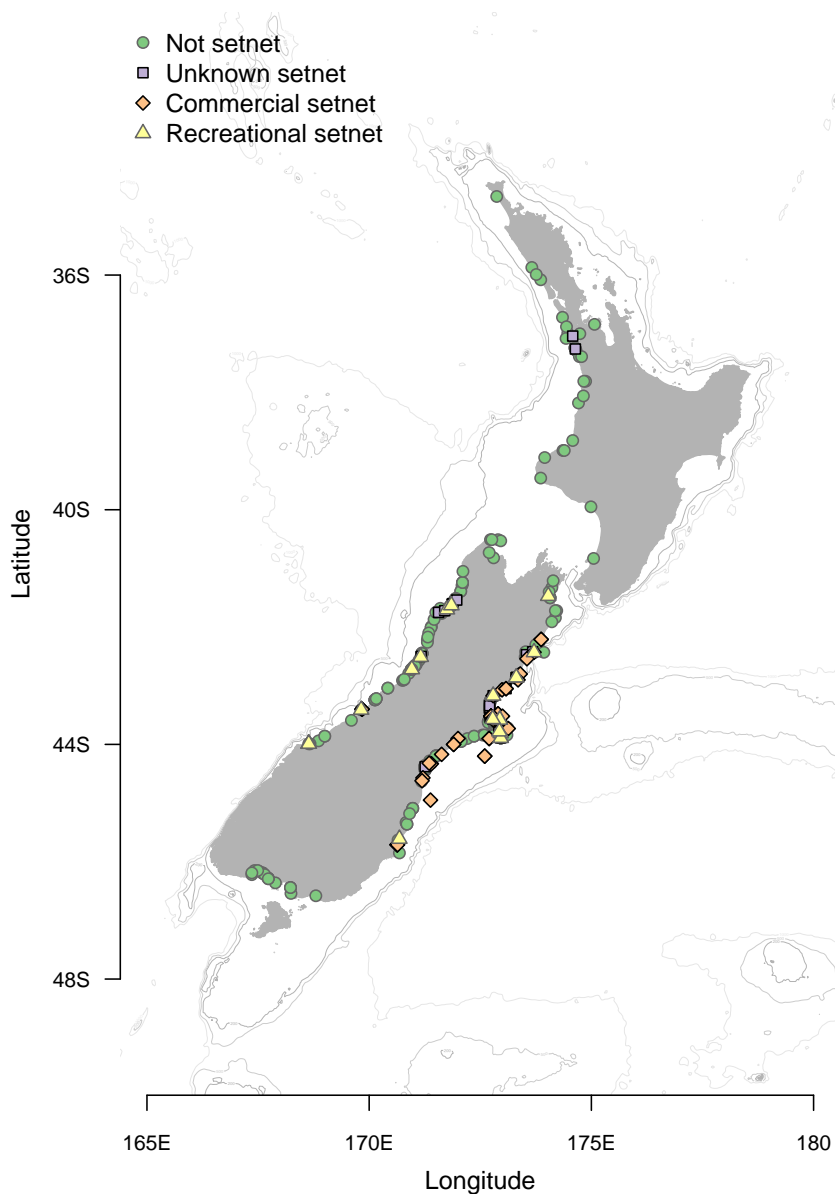 Not setnet
Unknown setnet
Commercial setnet
Recreational setnet
36S
40S
44S
48S
Latitude
165E
170E
175E
180
Longitude